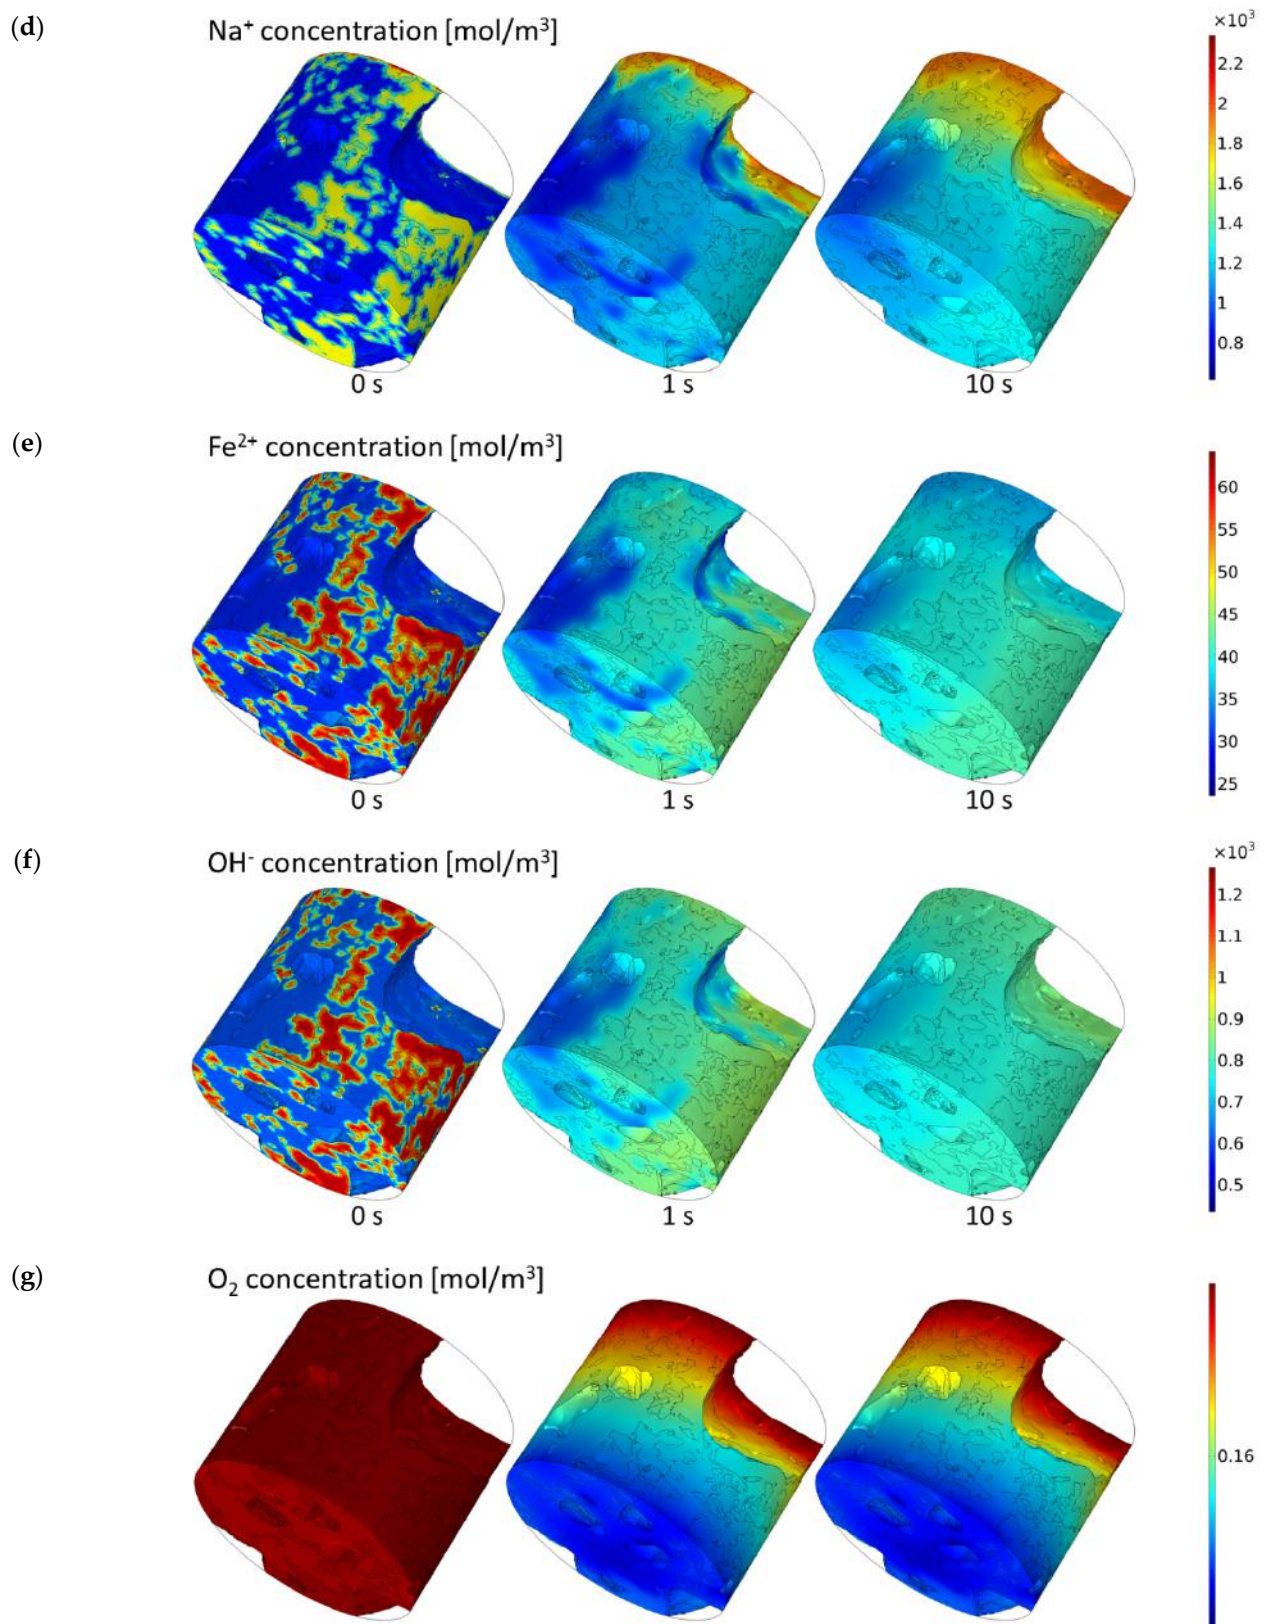 (d)
Na⁺ concentration [mol/m³]
×10³
2.2
2
1.8
1.6
1.4
1.2
1
0.8
0 s
1 s
10 s
(e)
Fe²⁺ concentration [mol/m³]
60
55
50
45
40
35
30
25
0 s
1 s
10 s
(f)
OH⁻ concentration [mol/m³]
×10³
1.2
1.1
1
0.9
0.8
0.7
0.6
0.5
0 s
1 s
10 s
(g)
O₂ concentration [mol/m³]
0.16